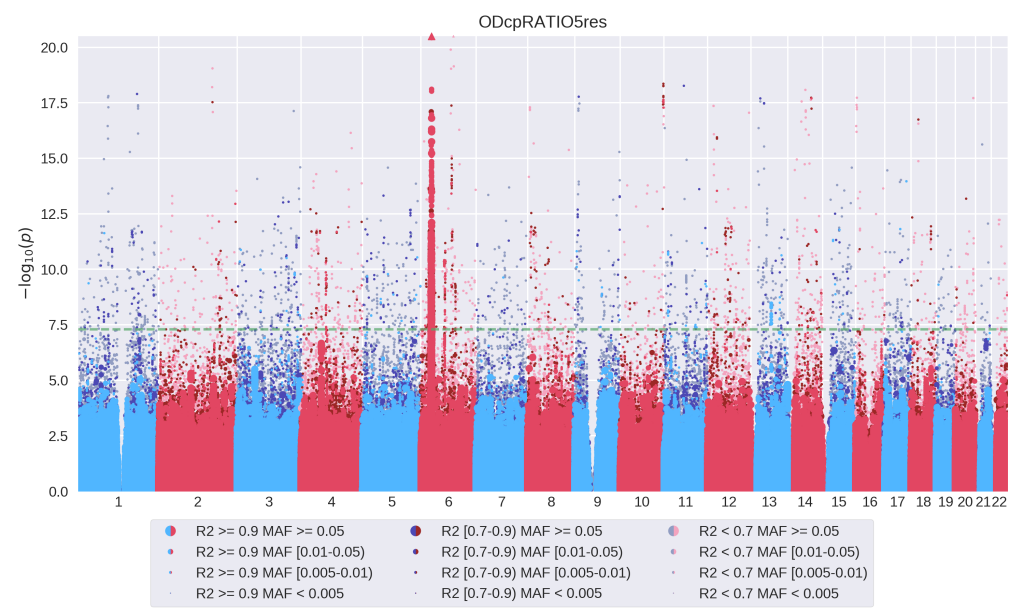 ODcpRATIO5res
20.0
17.5
15.0
12.5
10.0
7.5
5.0
2.5
0.0
−log₁₀(p)
1 2 3 4 5 6 7 8 9 10 11 12 13 14 15 16 17 18 19 20 21 22
R2 >= 0.9 MAF >= 0.05 R2 [0.7-0.9) MAF >= 0.05 R2 < 0.7 MAF >= 0.05
R2 >= 0.9 MAF [0.01-0.05) R2 [0.7-0.9) MAF [0.01-0.05) R2 < 0.7 MAF [0.01-0.05)
R2 >= 0.9 MAF [0.005-0.01) R2 [0.7-0.9) MAF [0.005-0.01) R2 < 0.7 MAF [0.005-0.01)
R2 >= 0.9 MAF < 0.005 R2 [0.7-0.9) MAF < 0.005 R2 < 0.7 MAF < 0.005